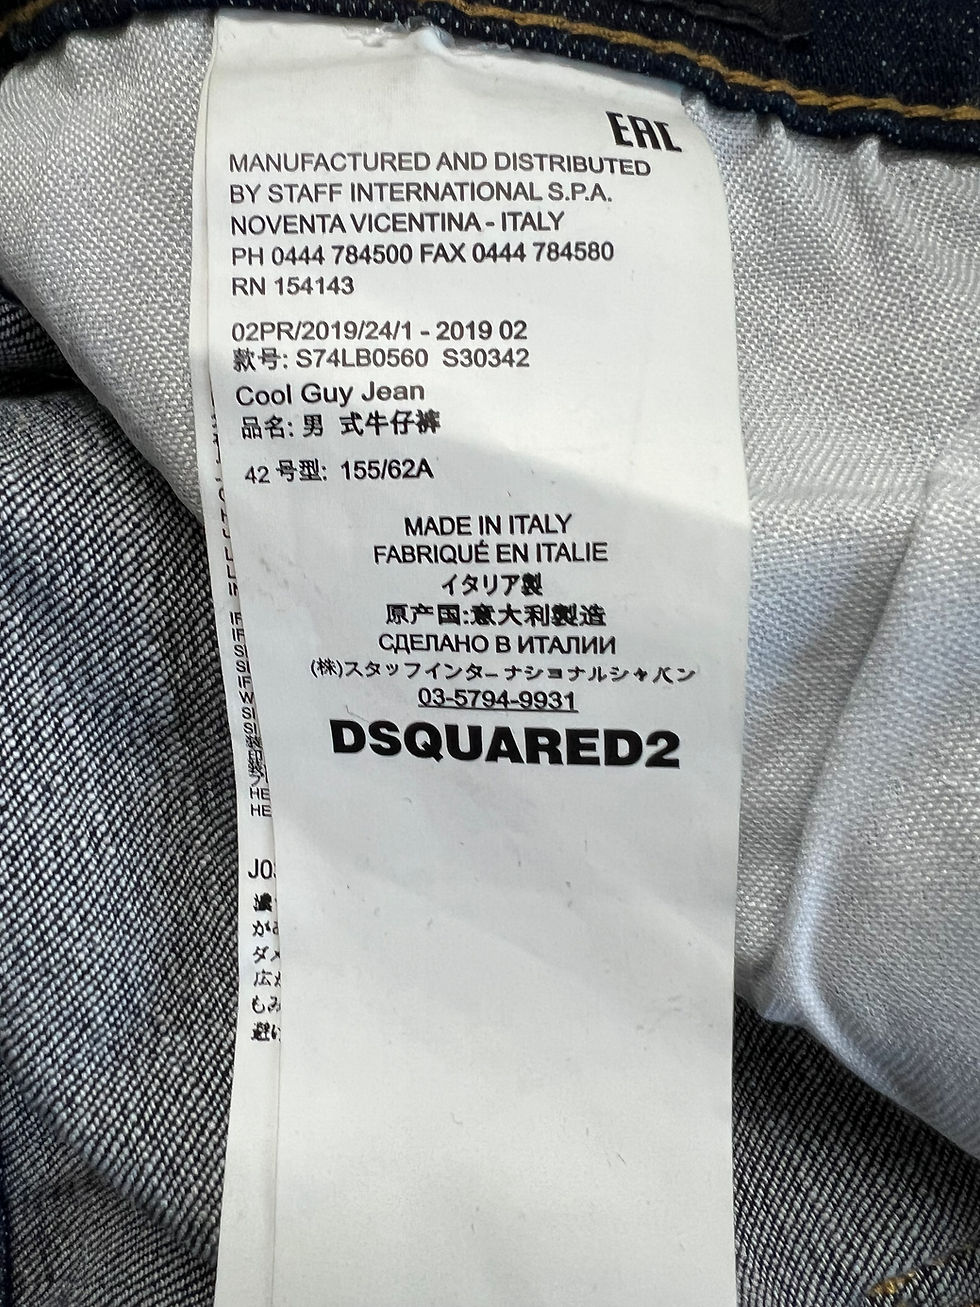 EAC
MANUFACTURED AND DISTRIBUTED
BY STAFF INTERNATIONAL S.P.A.
NOVENTA VICENTINA - ITALY
PH 0444 784500 FAX 0444 784580
RN 154143
02PR/2019/24/1 - 2019 02
款号: S74LB0560 S30342
Cool Guy Jean
品名: 男 式牛仔裤
42 号型: 155/62A
MADE IN ITALY
FABRIQUÉ EN ITALIE
イタリア製
原产国:意大利製造
СДЕЛАНО В ИТАЛИИ
(株)スタッフインターナショナルジャパン
03-5794-9931
DSQUARED2
HE
HE